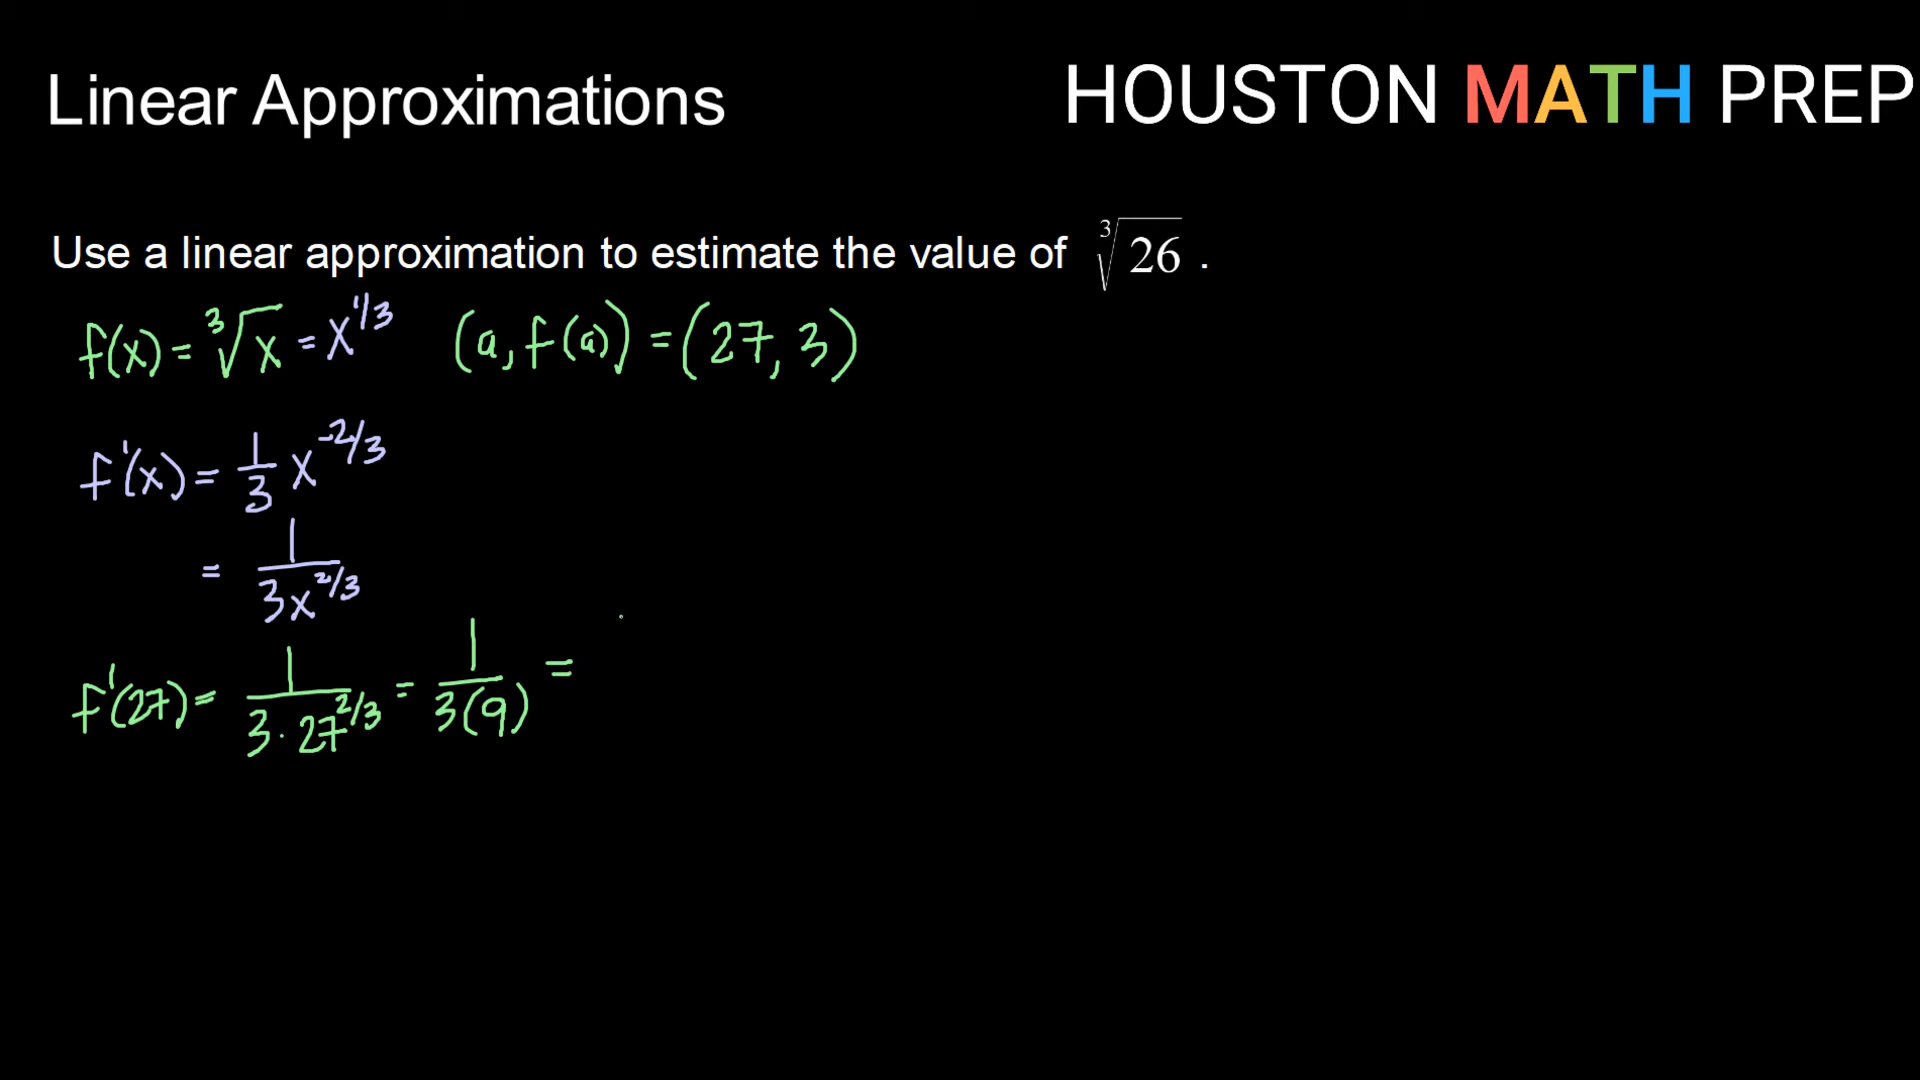 Linear Approximations
HOUSTON MATH PREP
Use a linear approximation to estimate the value of ∛26 .
f(x) = ∛x = x^1/3 (a, f(a)) = (27, 3)
f'(x) = 1/3 x^-2/3
= 1/3x^2/3
f'(27) = 1/3·27^2/3 = 1/3(9) =